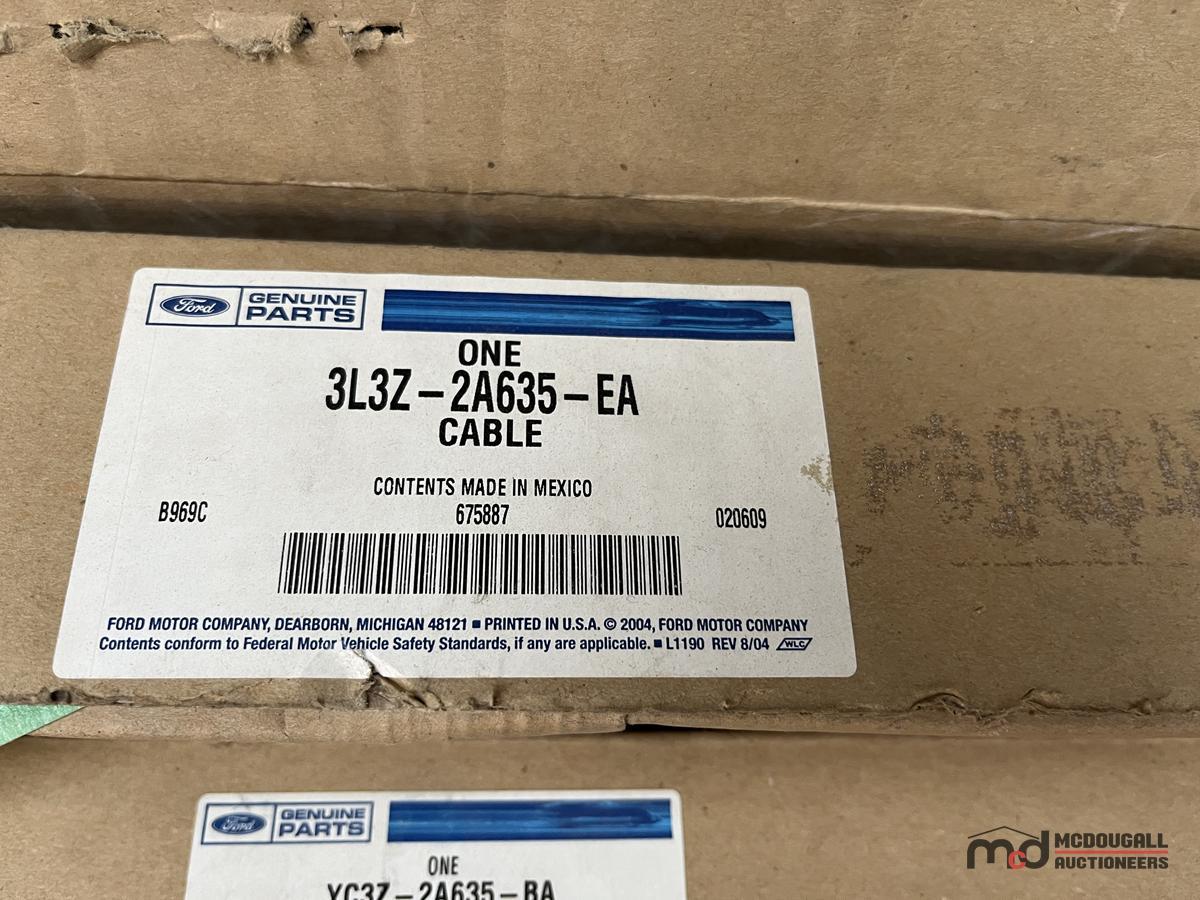 Ford GENUINE PARTS
ONE
3L3Z-2A635-EA
CABLE
CONTENTS MADE IN MEXICO
B969C 675887 020609
FORD MOTOR COMPANY, DEARBORN, MICHIGAN 48121 ■ PRINTED IN U.S.A. © 2004, FORD MOTOR COMPANY
Contents conform to Federal Motor Vehicle Safety Standards, if any are applicable. ■ L1190 REV 8/04 WLC
Ford GENUINE PARTS
ONE
YC3Z-2A635-BA
mcd MCDOUGALL
AUCTIONEERS